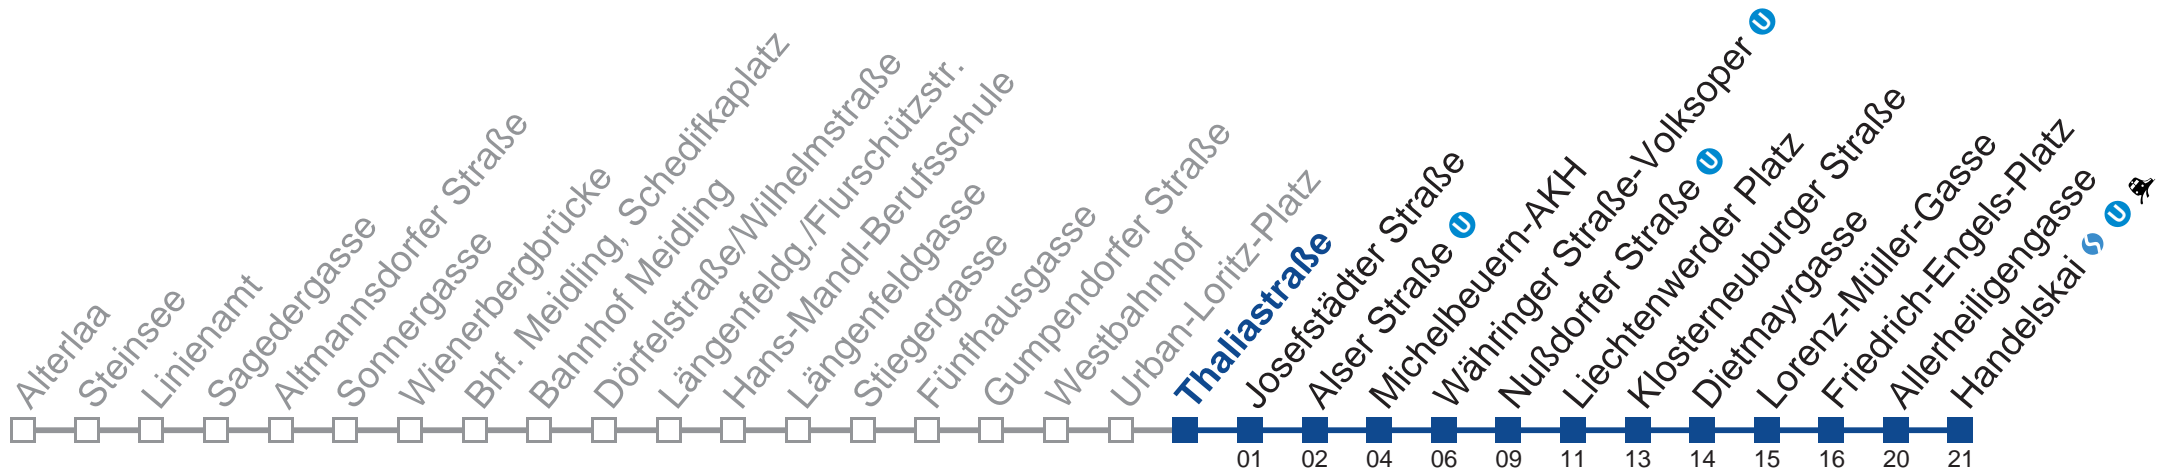 Alterlaa
Steinsee
Linienamt
Sagedergasse
Altmannsdorfer Straße
Sonnergasse
Wienerbergbrücke
Bhf. Meidling, Schedifkaplatz
Bahnhof Meidling
Dörfelstraße/Wilhelmstraße
Längenfeldg./Flurschützstr.
Hans-Mandl-Berufsschule
Längenfeldgasse
Stiegergasse
Fünfhausgasse
Gumpendorfer Straße
Westbahnhof
Urban-Loritz-Platz
Thaliastraße
Josefstädter Straße
Alser Straße U
Michelbeuern-AKH
Währinger Straße-Volksoper U
Nußdorfer Straße U
Liechtenwerder Platz
Klosterneuburger Straße
Dietmayrgasse
Lorenz-Müller-Gasse
Friedrich-Engels-Platz
Allerheiligengasse
Handelskai S U
01 02 04 06 09 11 13 14 15 16 20 21